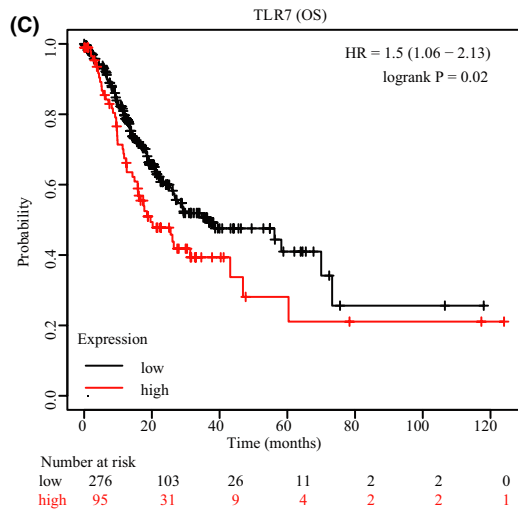 (C)
TLR7 (OS)
HR = 1.5 (1.06 − 2.13)
logrank P = 0.02
Probability
1.0
0.8
0.6
0.4
0.2
0.0
Expression
low
high
0 20 40 60 80 100 120
Time (months)
Number at risk
low 276 103 26 11 2 2 0
high 95 31 9 4 2 2 1